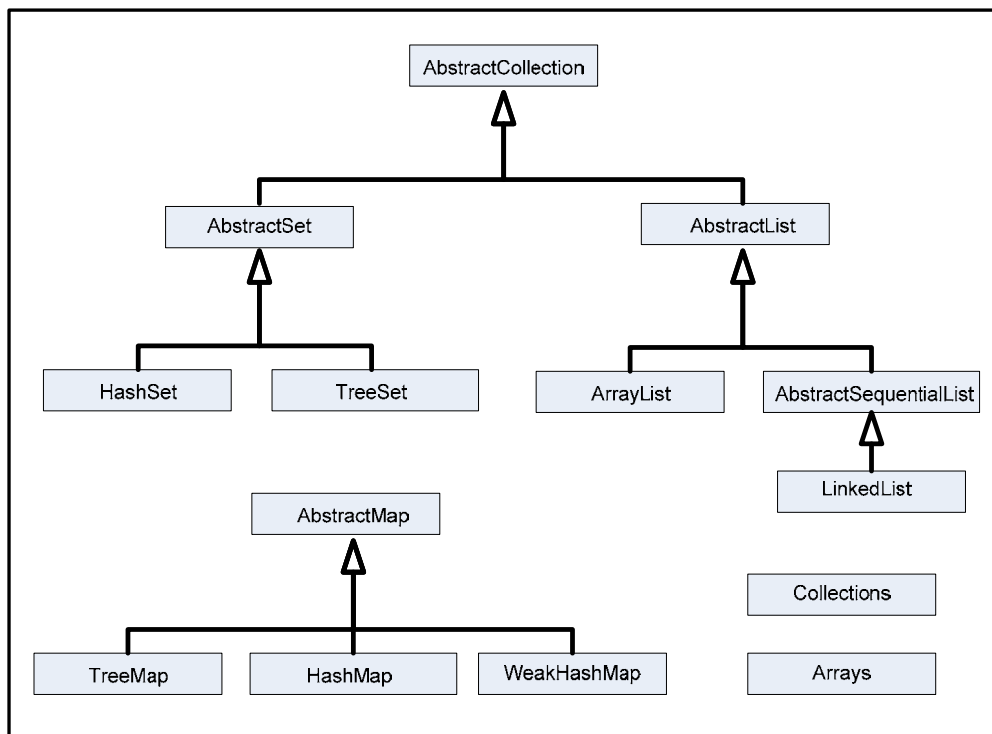 AbstractCollection
AbstractSet
AbstractList
HashSet
TreeSet
ArrayList
AbstractSequentialList
LinkedList
AbstractMap
Collections
TreeMap
HashMap
WeakHashMap
Arrays